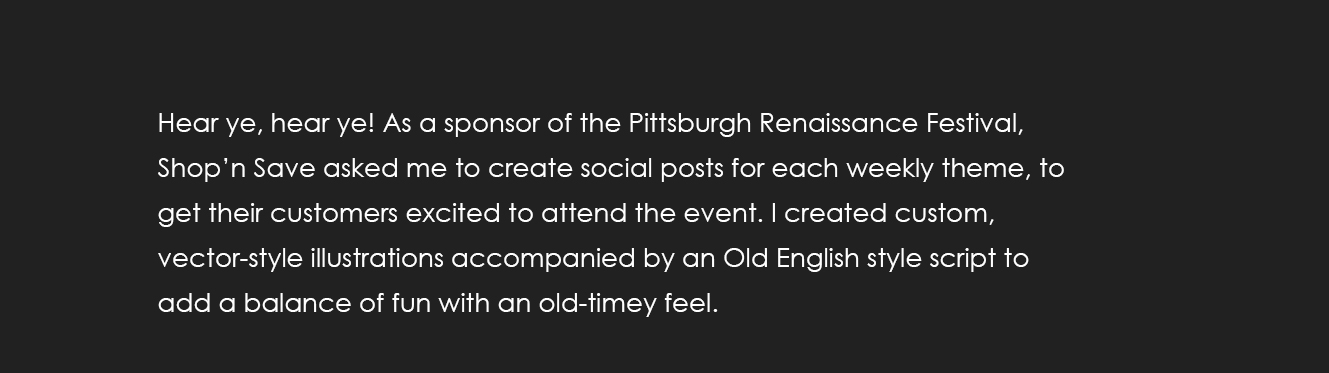 Hear ye, hear ye! As a sponsor of the Pittsburgh Renaissance Festival,
Shop’n Save asked me to create social posts for each weekly theme, to
get their customers excited to attend the event. I created custom,
vector-style illustrations accompanied by an Old English style script to
add a balance of fun with an old-timey feel.